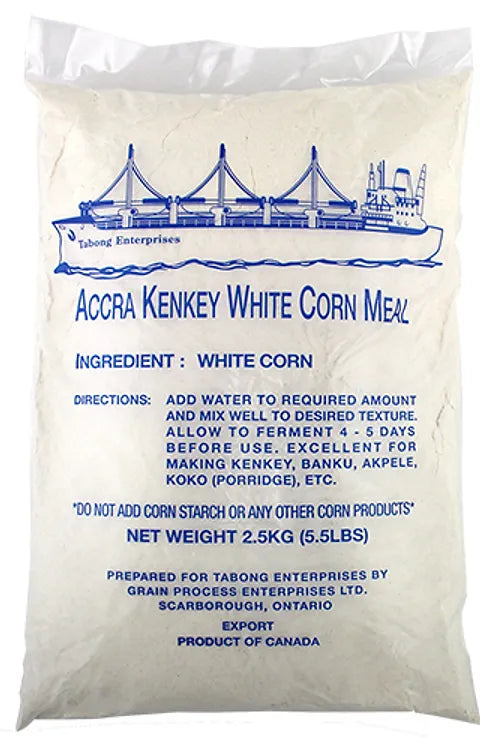 Tabong Enterprises
ACCRA KENKEY WHITE CORN MEAL
INGREDIENT : WHITE CORN
DIRECTIONS: ADD WATER TO REQUIRED AMOUNT
AND MIX WELL TO DESIRED TEXTURE.
ALLOW TO FERMENT 4 - 5 DAYS
BEFORE USE. EXCELLENT FOR
MAKING KENKEY, BANKU, AKPELE,
KOKO (PORRIDGE), ETC.
*DO NOT ADD CORN STARCH OR ANY OTHER CORN PRODUCTS*
NET WEIGHT 2.5KG (5.5LBS)
PREPARED FOR TABONG ENTERPRISES BY
GRAIN PROCESS ENTERPRISES LTD.
SCARBOROUGH, ONTARIO
EXPORT
PRODUCT OF CANADA